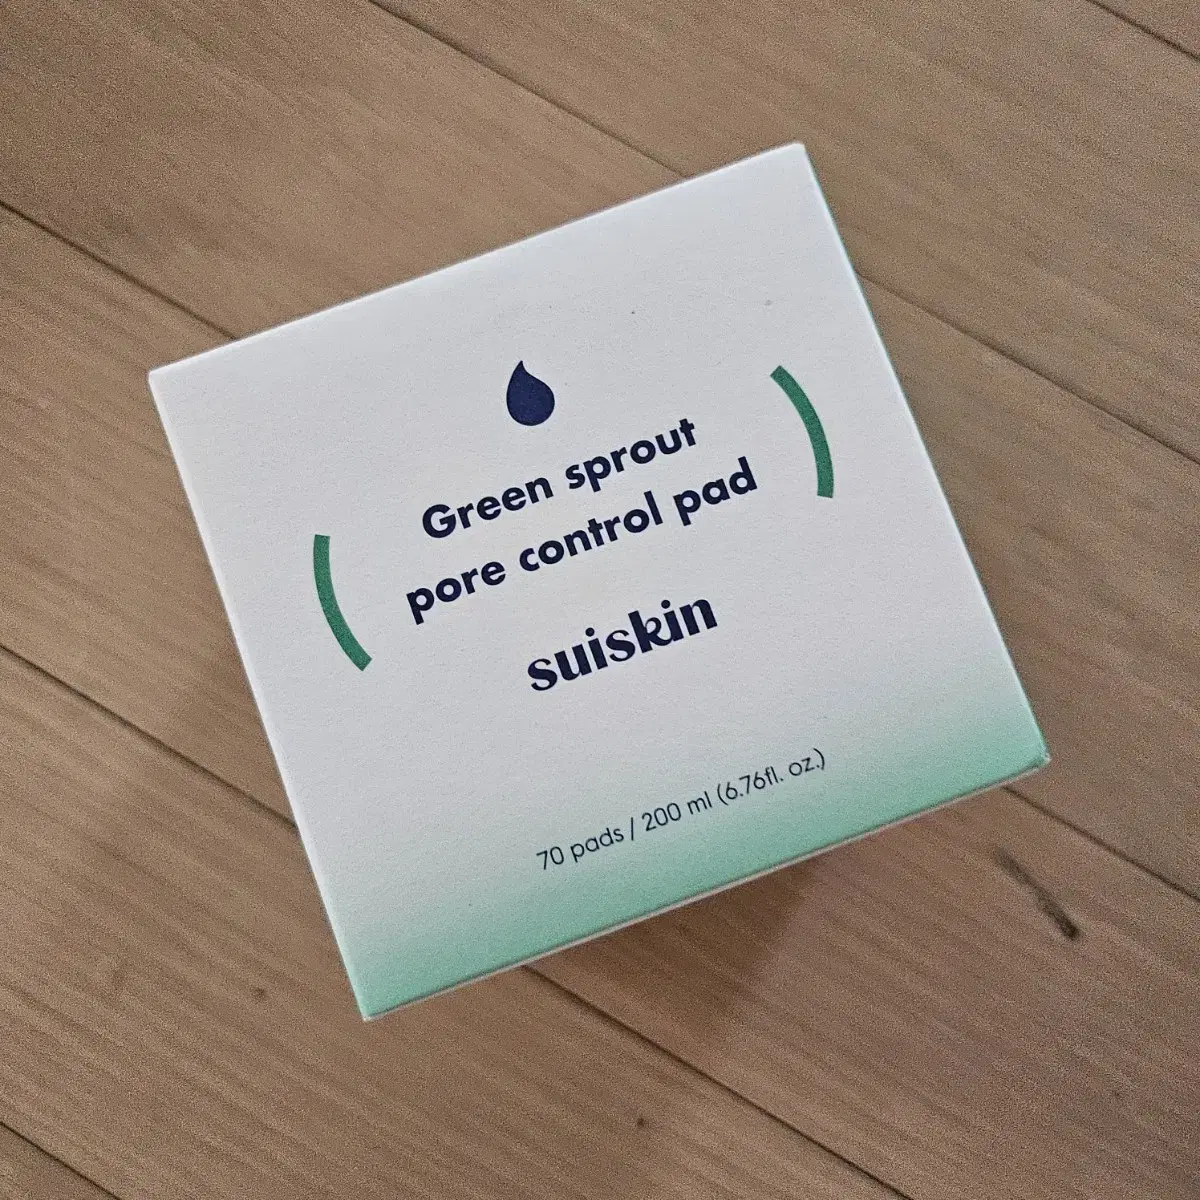 Green sprout
pore control pad
suiskin
70 pads / 200 ml (6.76fl. oz.)